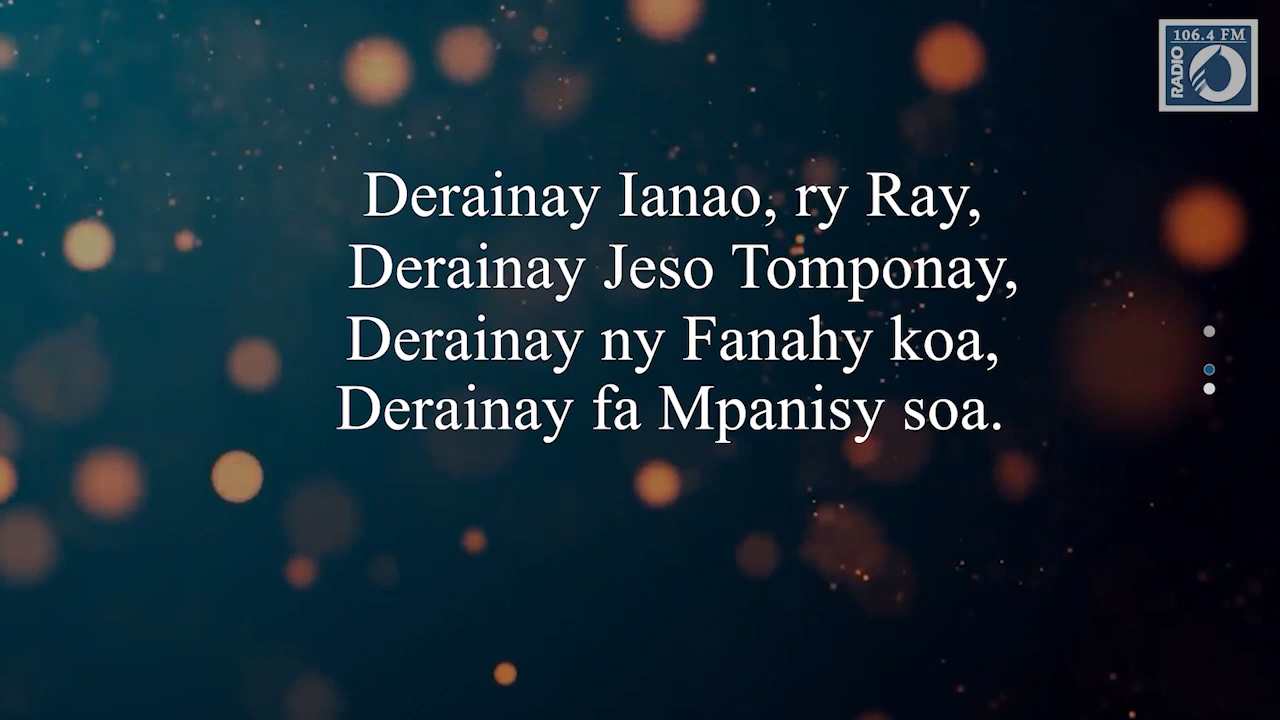 106.4 FM
RADIO
Derainay Ianao, ry Ray,
Derainay Jeso Tomponay,
Derainay ny Fanahy koa,
Derainay fa Mpanisy soa.